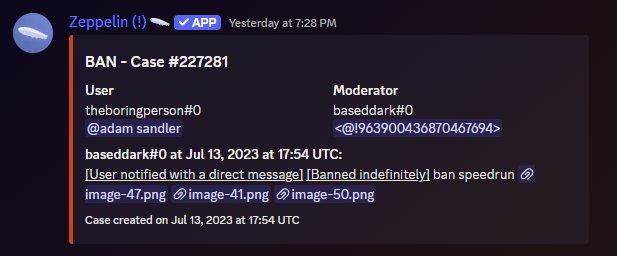 Zeppelin (!) ✓ APP Yesterday at 7:28 PM
BAN - Case #227281
User Moderator
theboringperson#0 baseddark#0
@adam sandler <@!963900436870467694>
baseddark#0 at Jul 13, 2023 at 17:54 UTC:
[User notified with a direct message] [Banned indefinitely] ban speedrun
image-47.png image-41.png image-50.png
Case created on Jul 13, 2023 at 17:54 UTC